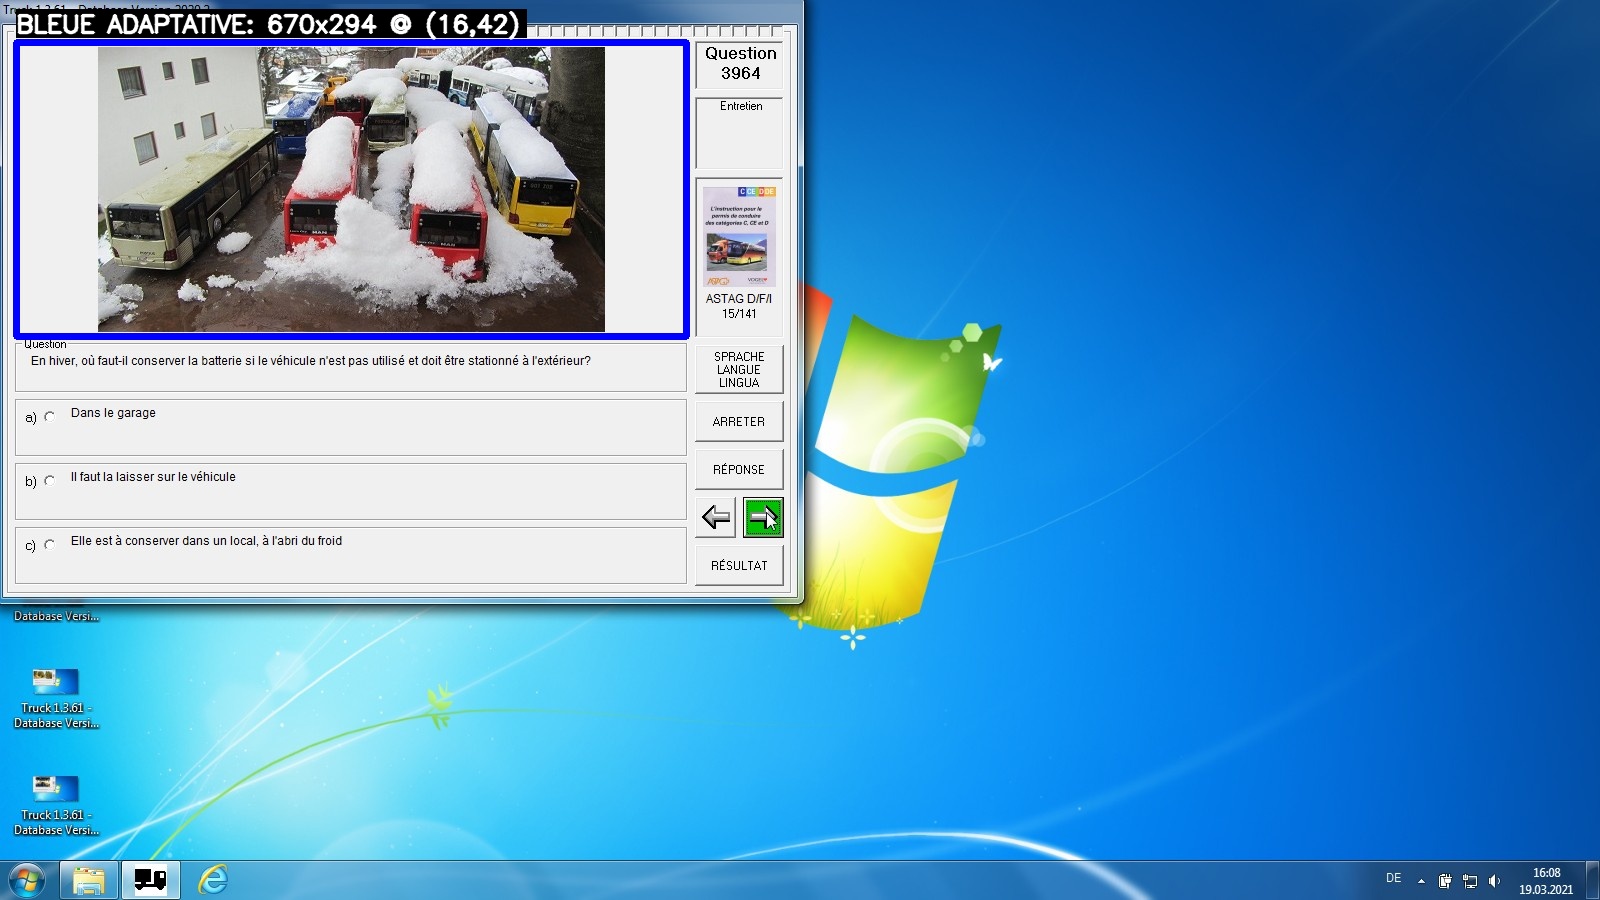 BLEUE ADAPTATIVE: 670x294 @ (16,42)
Question
3964
Entretien
C CE D DE
L'instruction pour le
permis de conduire
des catégories C, CE et D
ASTAG D/F/I
15/141
Question
En hiver, où faut-il conserver la batterie si le véhicule n'est pas utilisé et doit être stationné à l'extérieur?
a) Dans le garage
b) Il faut la laisser sur le véhicule
c) Elle est à conserver dans un local, à l'abri du froid
SPRACHE
LANGUE
LINGUA
ARRETER
RÉPONSE
RÉSULTAT
Database Versi...
Truck 1.3.61 -
Database Versi...
Truck 1.3.61 -
Database Versi...
DE
16:08
19.03.2021